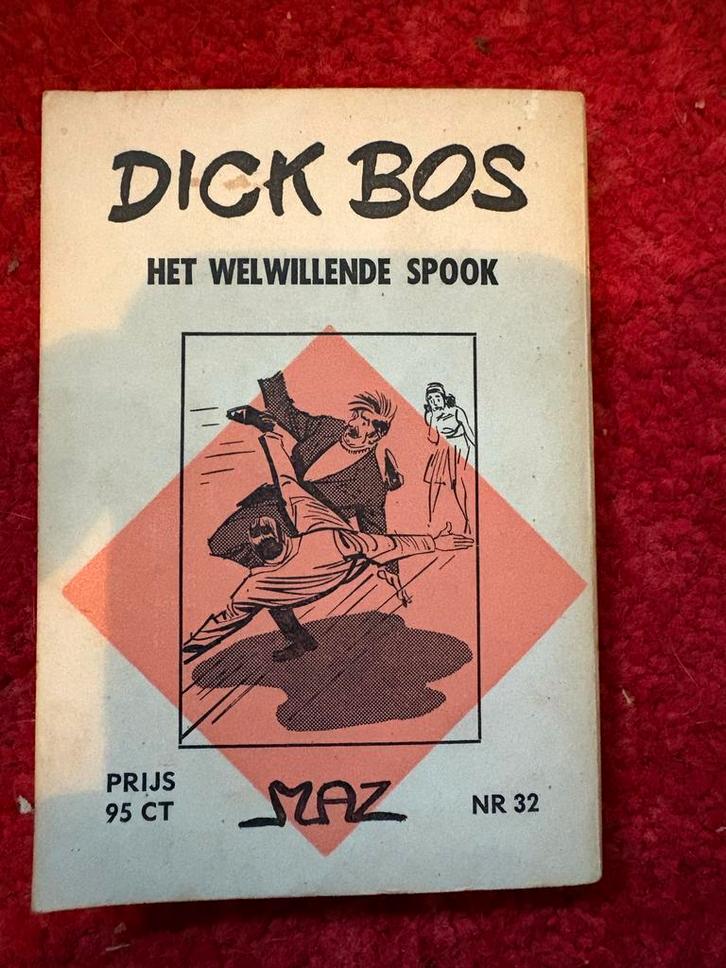 DICK BOS
HET WELWILLENDE SPOOK
PRIJS
95 CT
MAZ
NR 32